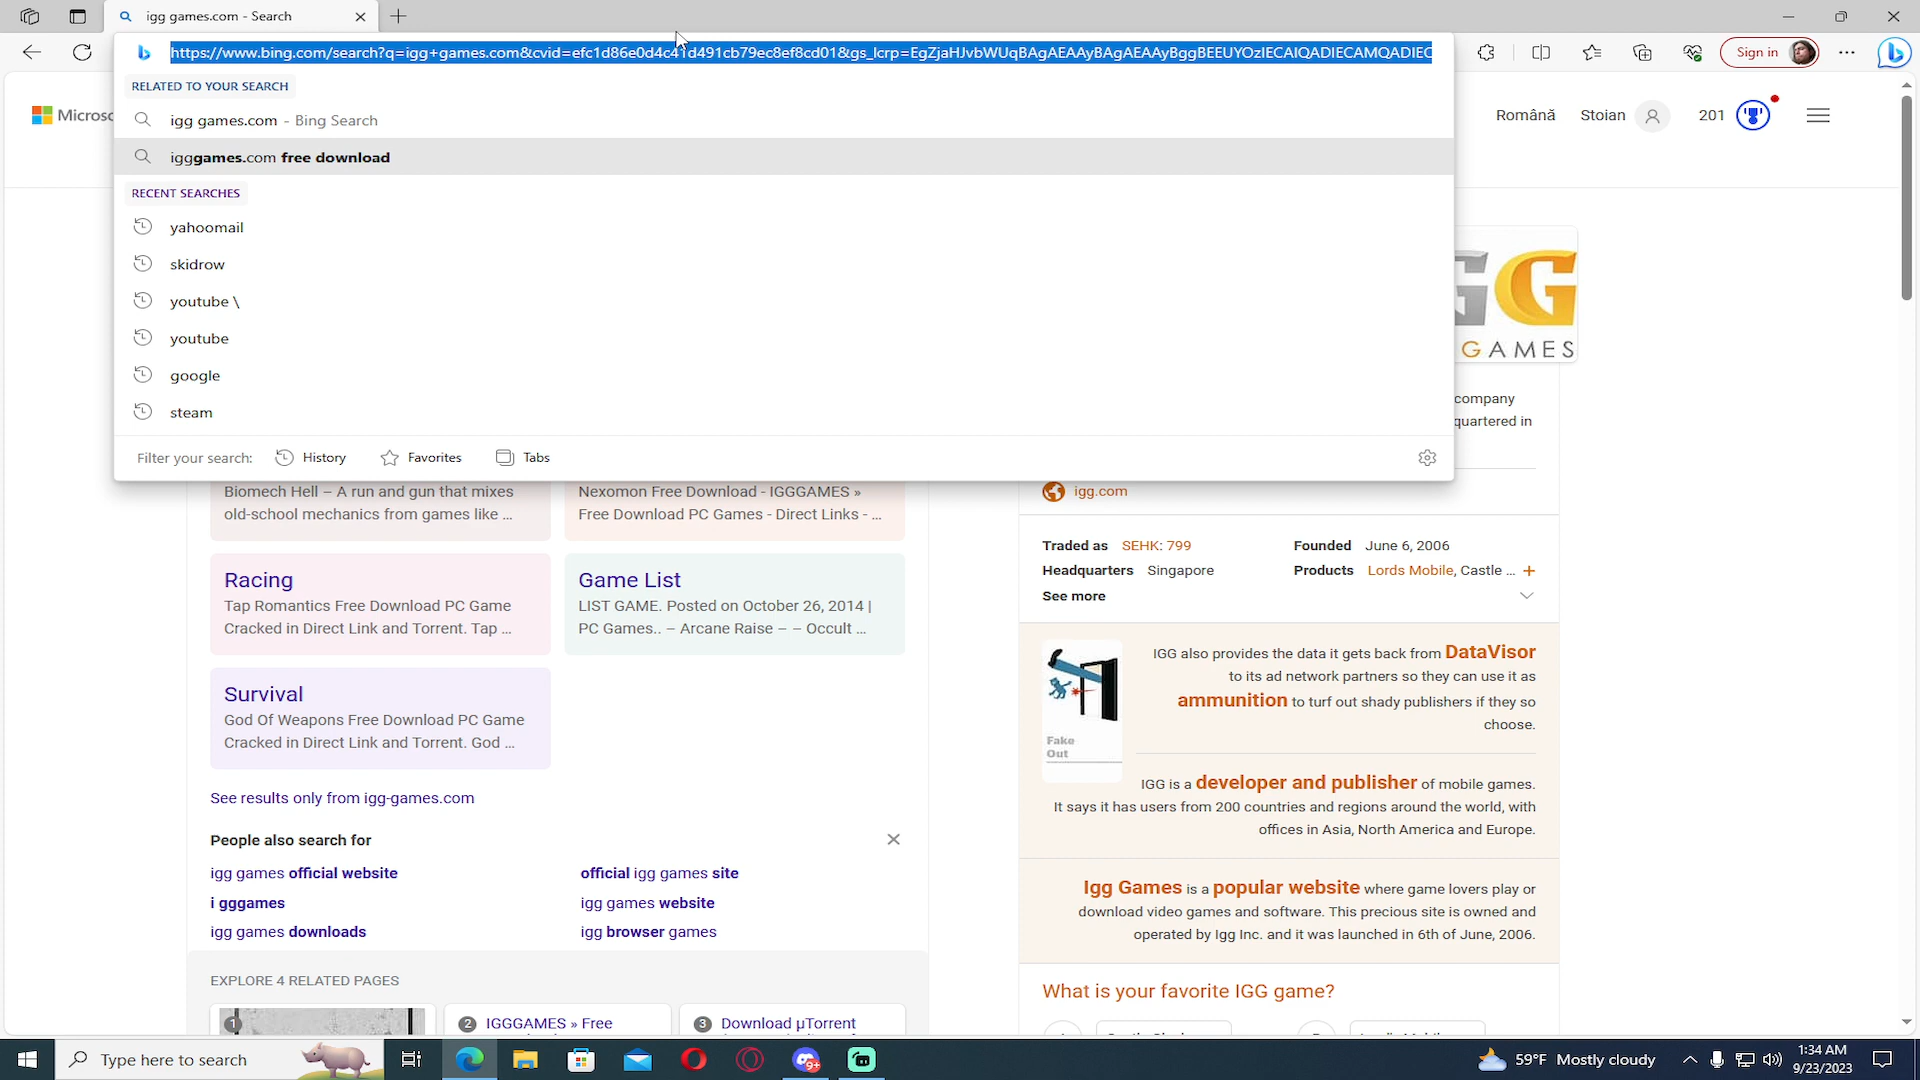 igg games.com - Search
https://www.bing.com/search?q=igg+games.com&cvid=efc1d86e0d4c41d491cb79ec8ef8cd01&gs_lcrp=EgZjaHJvbWUqBAgAEAAyBAgAEAAyBggBEEUYOzIECAIQADIECAMQADIEC
Sign in
RELATED TO YOUR SEARCH
igg games.com - Bing Search
Română
Stoian
201
igggames.com free download
RECENT SEARCHES
yahoomail
skidrow
youtube \
youtube
google
steam
Filter your search:
History
Favorites
Tabs
GAMES
company
quartered in
Biomech Hell – A run and gun that mixes
old-school mechanics from games like ...
Nexomon Free Download - IGGGAMES »
Free Download PC Games - Direct Links - ...
Racing
Tap Romantics Free Download PC Game
Cracked in Direct Link and Torrent. Tap ...
Game List
LIST GAME. Posted on October 26, 2014 |
PC Games.. – Arcane Raise – – Occult ...
Survival
God Of Weapons Free Download PC Game
Cracked in Direct Link and Torrent. God ...
See results only from igg-games.com
People also search for
igg games official website
official igg games site
i gggames
igg games website
igg games downloads
igg browser games
EXPLORE 4 RELATED PAGES
1
2 IGGGAMES » Free
3 Download µTorrent
igg.com
Traded as SEHK: 799
Founded June 6, 2006
Headquarters Singapore
Products Lords Mobile, Castle ... +
See more
Fake
Out
IGG also provides the data it gets back from DataVisor
to its ad network partners so they can use it as
ammunition to turf out shady publishers if they so
choose.
IGG is a developer and publisher of mobile games.
It says it has users from 200 countries and regions around the world, with
offices in Asia, North America and Europe.
Igg Games is a popular website where game lovers play or
download video games and software. This precious site is owned and
operated by Igg Inc. and it was launched in 6th of June, 2006.
What is your favorite IGG game?
Type here to search
9+
59°F Mostly cloudy
1:34 AM
9/23/2023